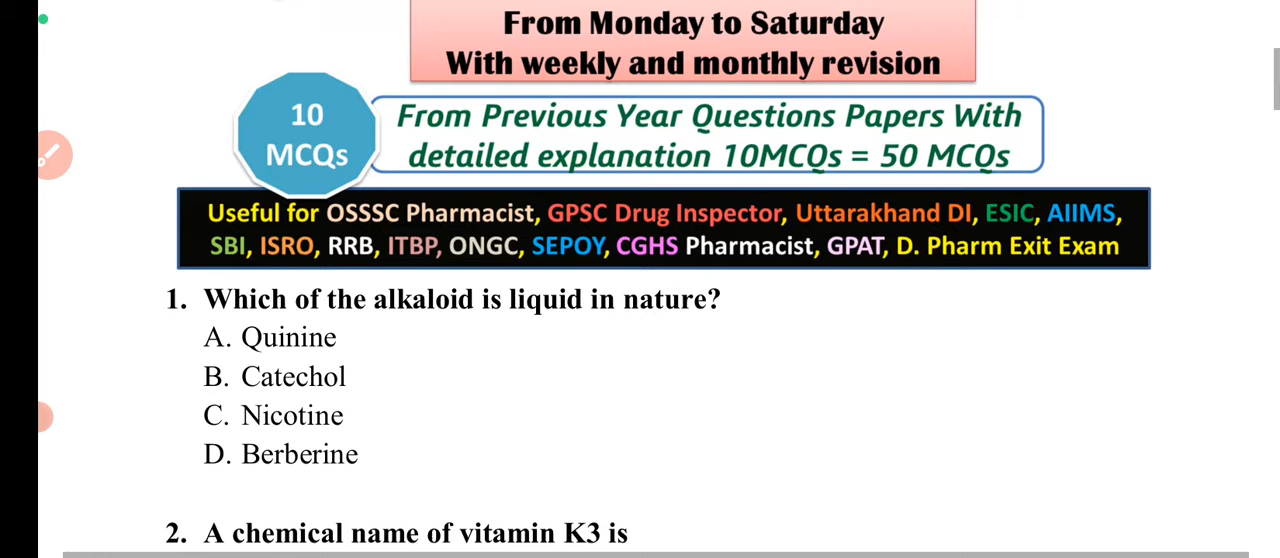 From Monday to Saturday
With weekly and monthly revision
10
MCQs
From Previous Year Questions Papers With
detailed explanation 10MCQs = 50 MCQs
Useful for OSSSC Pharmacist, GPSC Drug Inspector, Uttarakhand DI, ESIC, AIIMS,
SBI, ISRO, RRB, ITBP, ONGC, SEPOY, CGHS Pharmacist, GPAT, D. Pharm Exit Exam
1. Which of the alkaloid is liquid in nature?
A. Quinine
B. Catechol
C. Nicotine
D. Berberine
2. A chemical name of vitamin K3 is